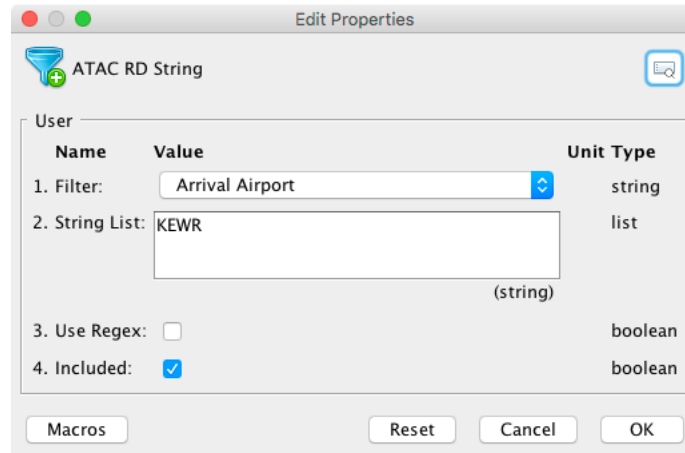 Edit Properties
ATAC RD String
User
Name Value Unit Type
1. Filter: Arrival Airport string
2. String List: KEWR list
(string)
3. Use Regex: boolean
4. Included: boolean
Macros Reset Cancel OK